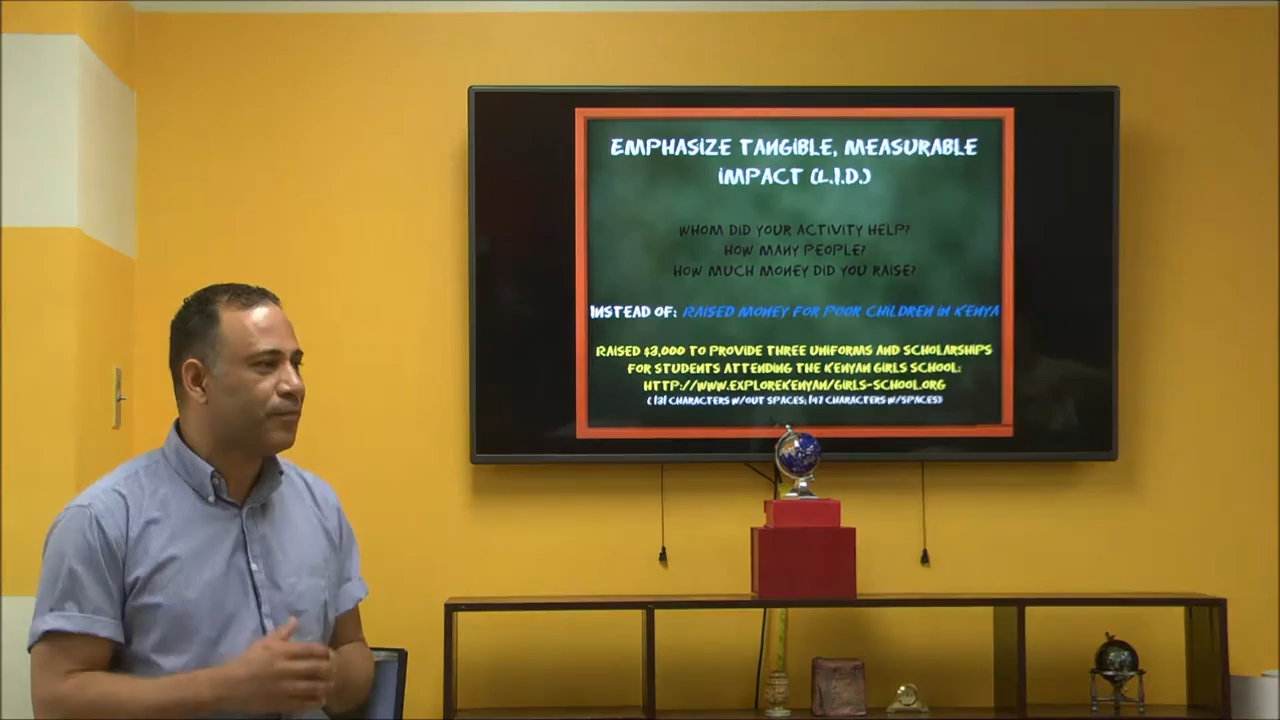 EMPHASIZE TANGIBLE, MEASURABLE
IMPACT (L.I.D.)
WHOM DID YOUR ACTIVITY HELP?
HOW MANY PEOPLE?
HOW MUCH MONEY DID YOU RAISE?
INSTEAD OF: RAISED MONEY FOR POOR CHILDREN IN KENYA
RAISED $3,000 TO PROVIDE THREE UNIFORMS AND SCHOLARSHIPS
FOR STUDENTS ATTENDING THE KENYAN GIRLS SCHOOL:
HTTP://WWW.EXPLOREKENYAN/GIRLS-SCHOOL.ORG
(131 CHARACTERS W/OUT SPACES; 147 CHARACTERS W/SPACES)